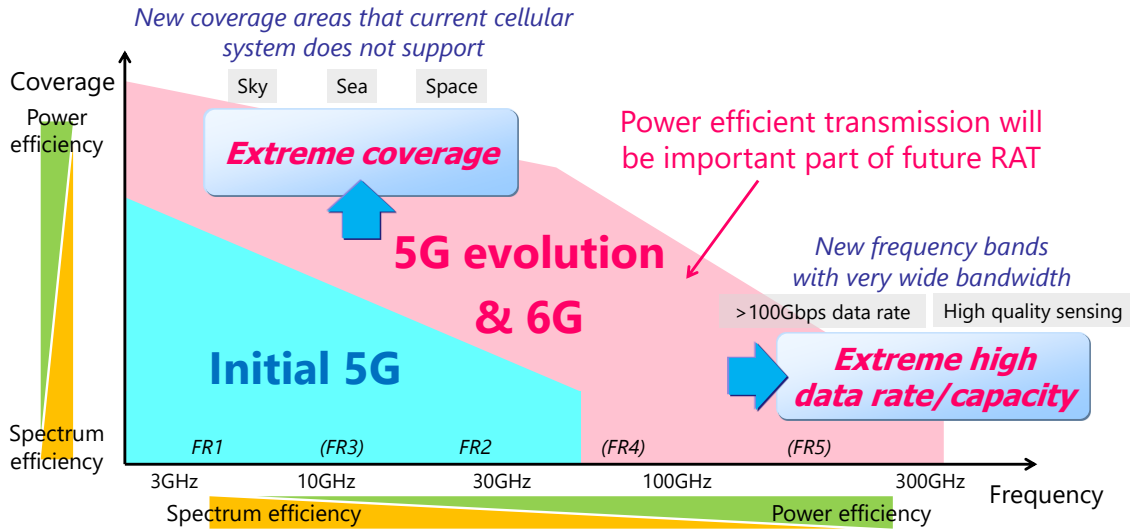 New coverage areas that current cellular
system does not support
Coverage
Sky
Sea
Space
Power
efficiency
Extreme coverage
Power efficient transmission will
be important part of future RAT
5G evolution
& 6G
New frequency bands
with very wide bandwidth
>100Gbps data rate
High quality sensing
Initial 5G
Extreme high
data rate/capacity
Spectrum
efficiency
FR1
(FR3)
FR2
(FR4)
(FR5)
3GHz
10GHz
30GHz
100GHz
300GHz
Frequency
Spectrum efficiency
Power efficiency